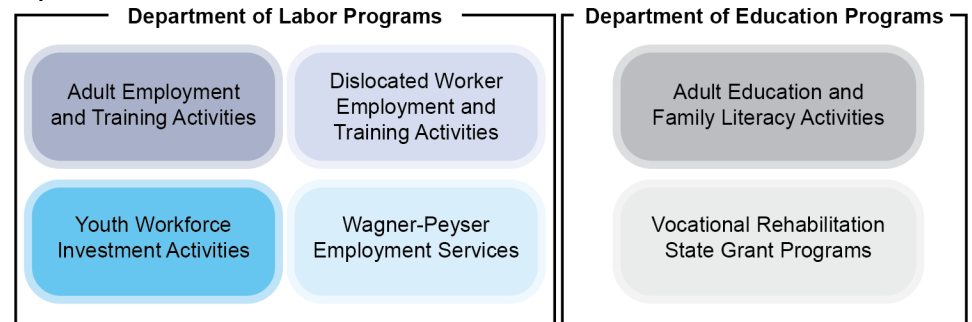 Department of Labor Programs
Adult Employment
and Training Activities
Dislocated Worker
Employment and
Training Activities
Youth Workforce
Investment Activities
Wagner-Peyser
Employment Services
Department of Education Programs
Adult Education and
Family Literacy Activities
Vocational Rehabilitation
State Grant Programs